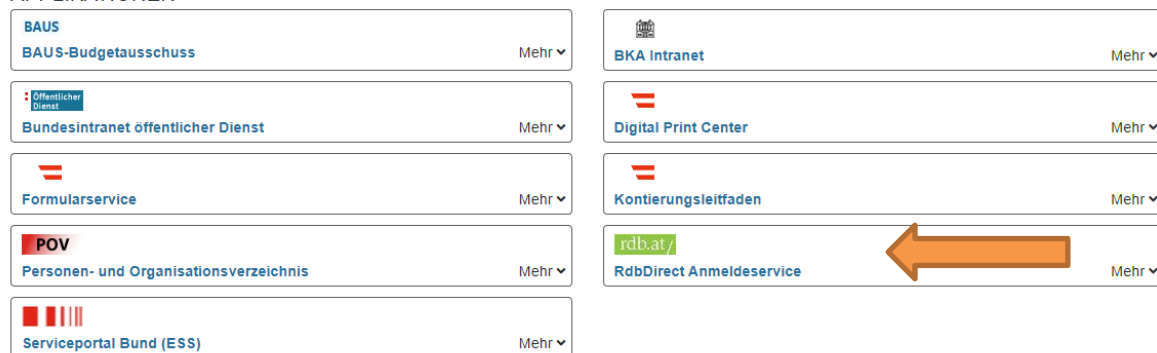 BAUS
BAUS-Budgetausschuss Mehr
BKA Intranet Mehr
Öffentlicher
Dienst
Bundesintranet öffentlicher Dienst Mehr
Digital Print Center Mehr
Formularservice Mehr
Kontierungsleitfaden Mehr
POV
Personen- und Organisationsverzeichnis Mehr
rdb.at/
RdbDirect Anmeldeservice Mehr
Serviceportal Bund (ESS) Mehr